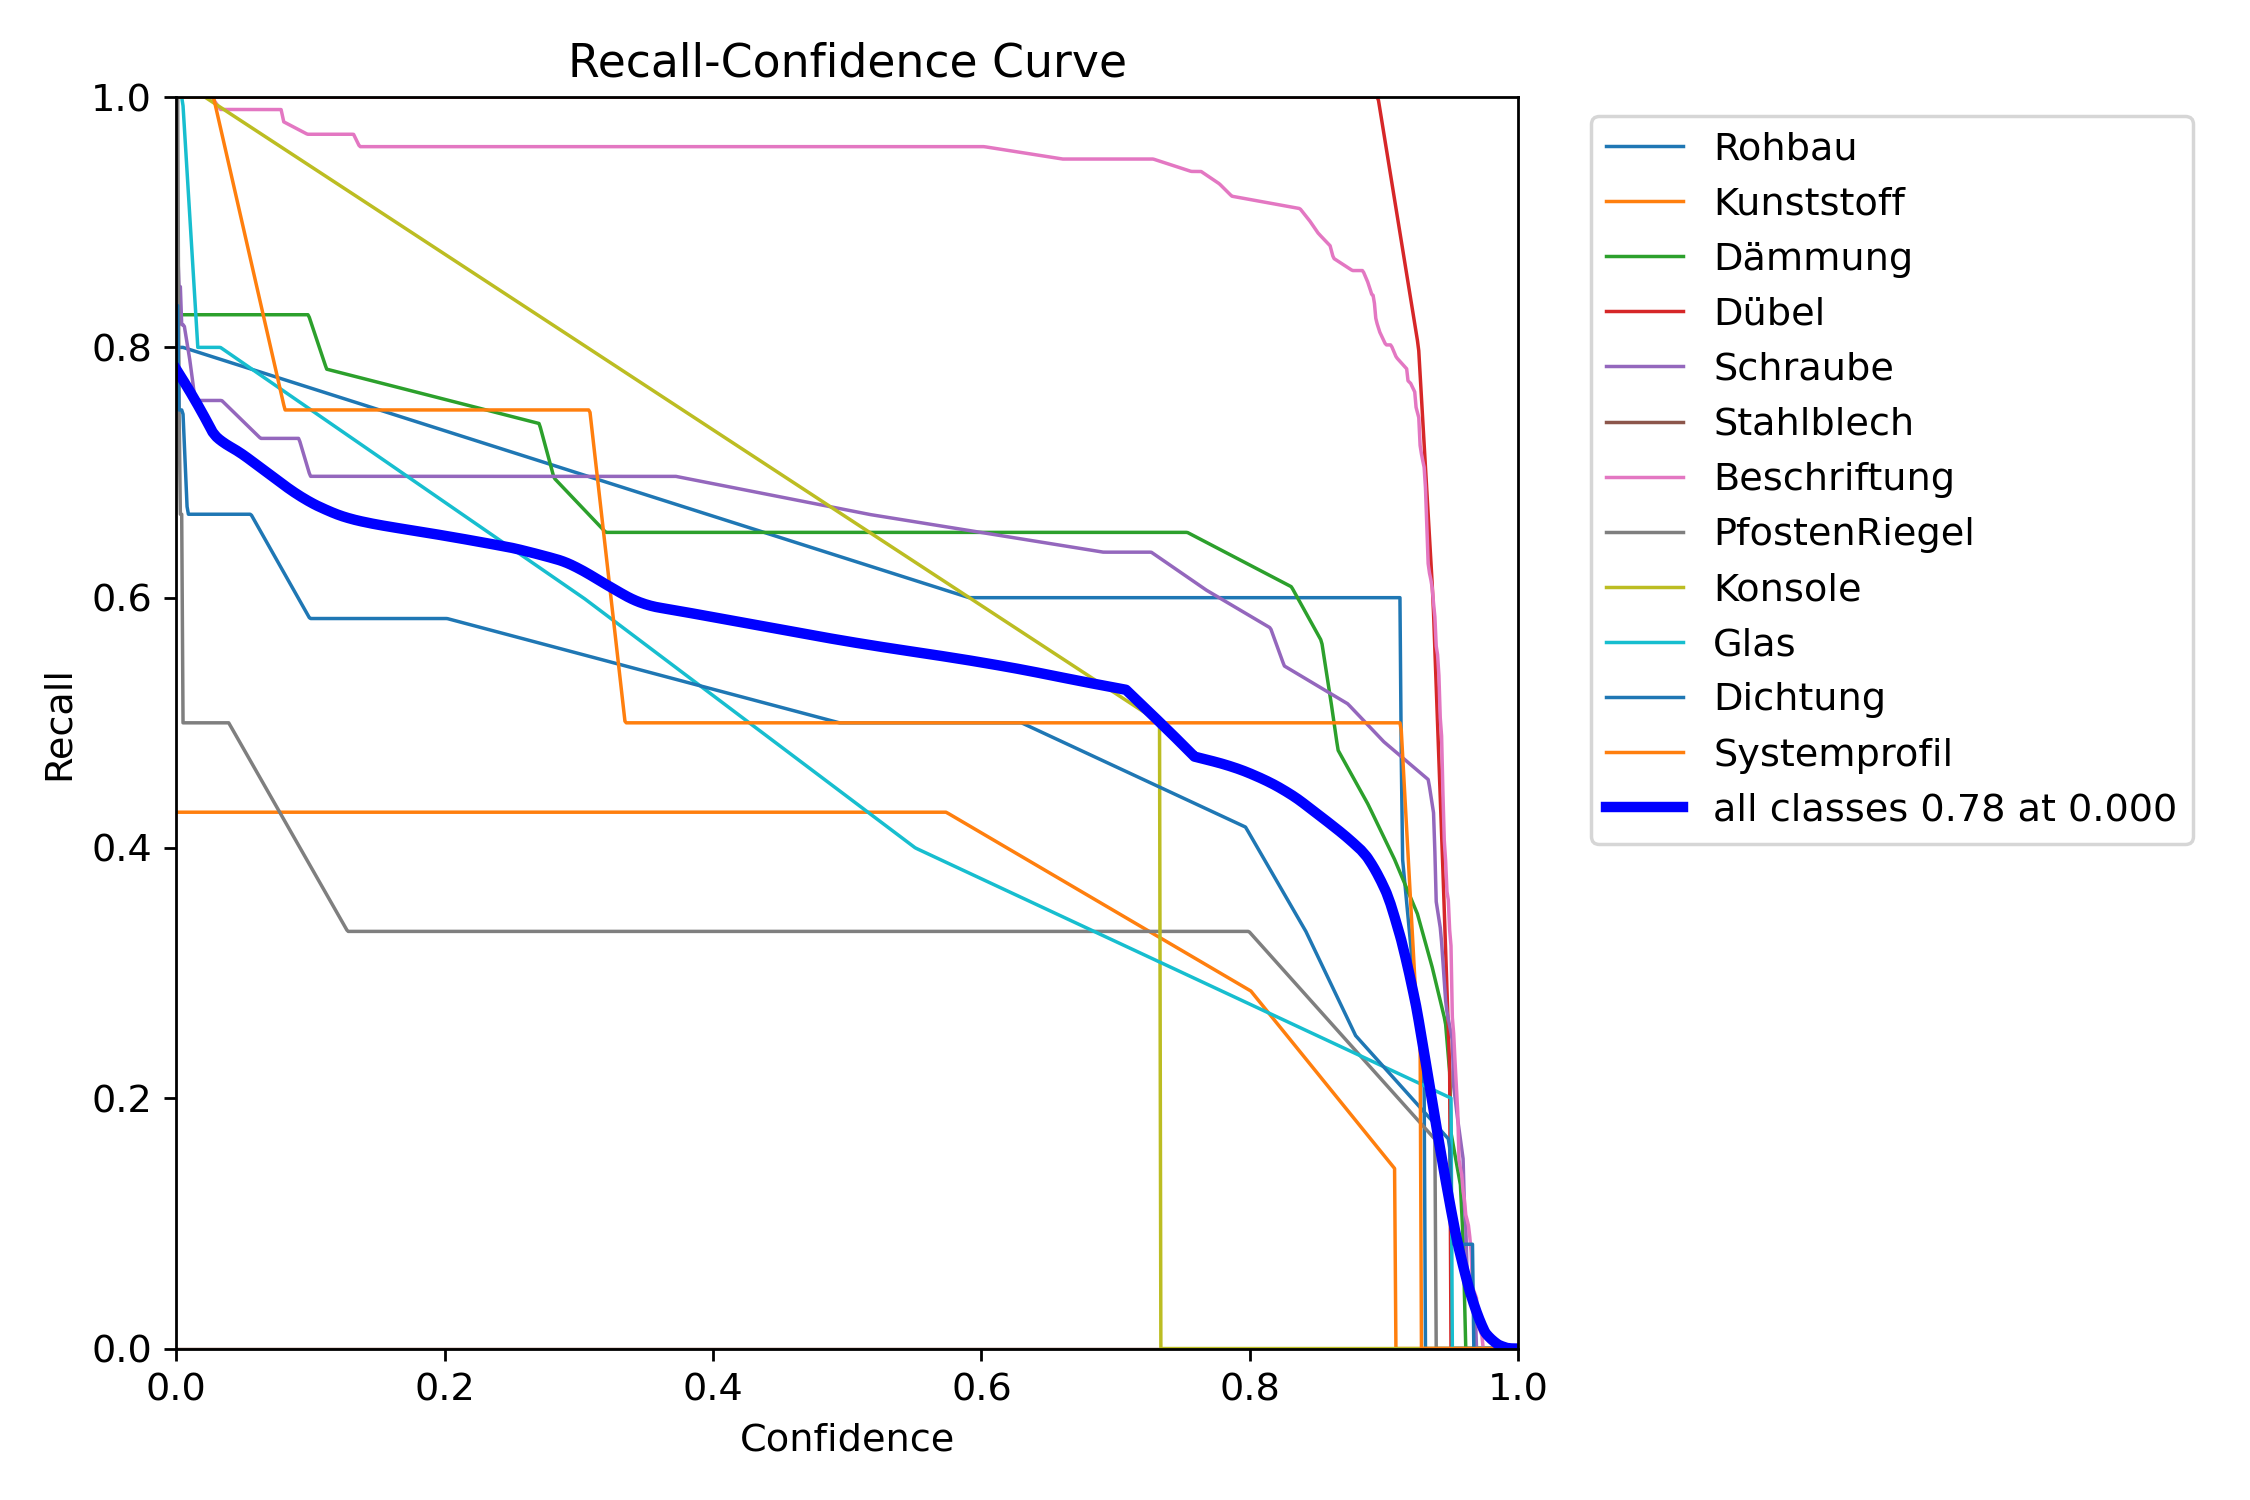 Recall-Confidence Curve
1.0
0.8
0.6
0.4
0.2
0.0
Recall
0.0 0.2 0.4 0.6 0.8 1.0
Confidence
Rohbau
Kunststoff
Dämmung
Dübel
Schraube
Stahlblech
Beschriftung
PfostenRiegel
Konsole
Glas
Dichtung
Systemprofil
all classes 0.78 at 0.000